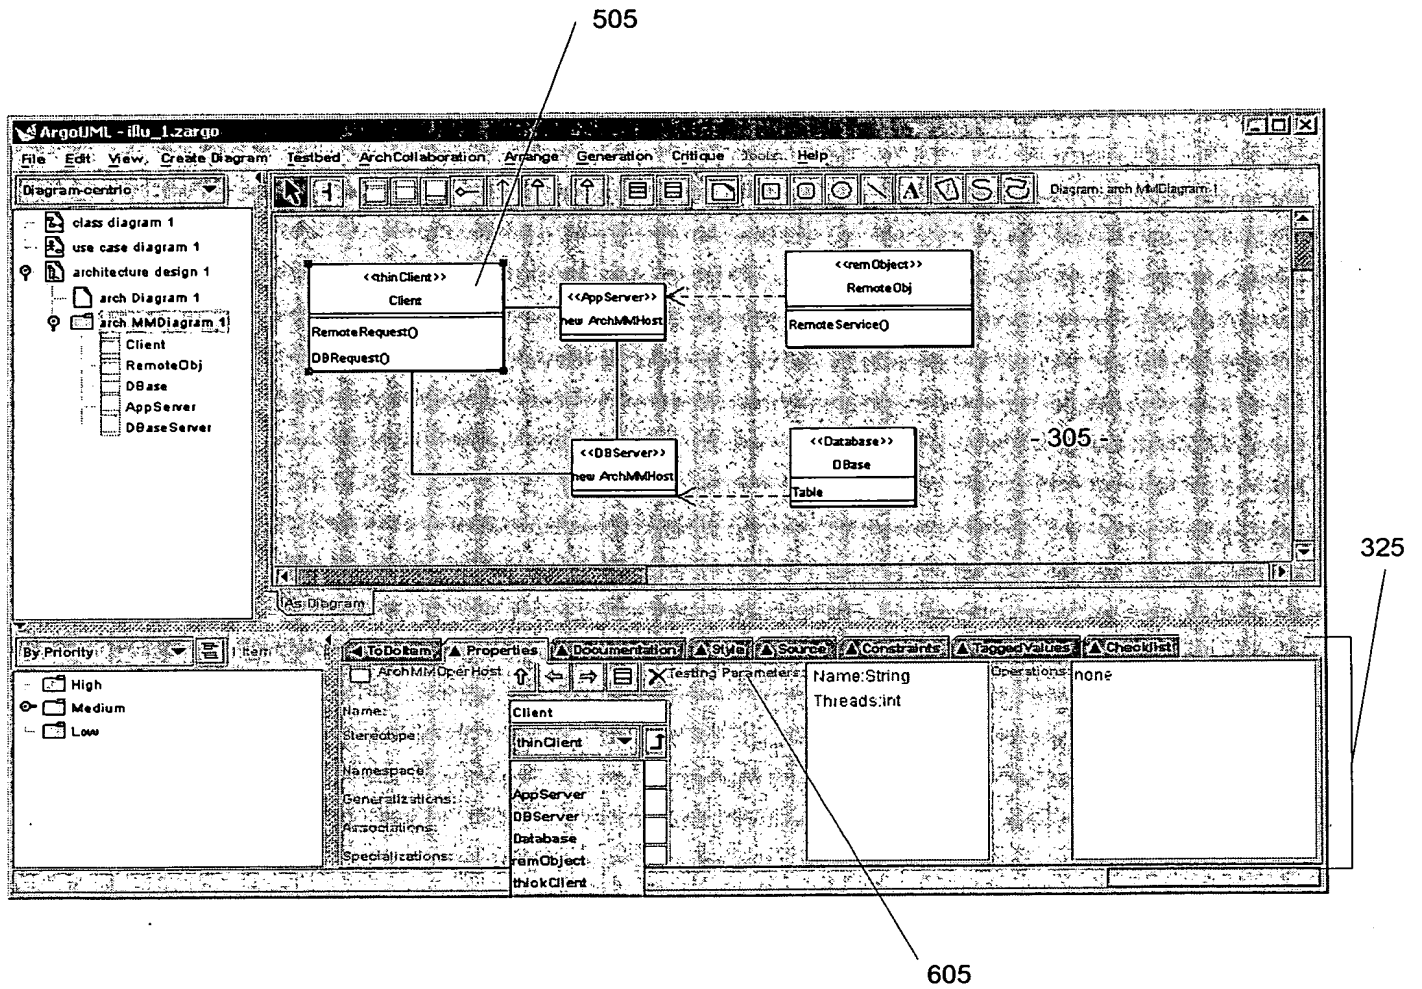 505
ArgoUML - illu_1.zargo
File Edit View Create Diagram Testbed ArchCollaboration Arrange Generation Critique Tools Help
Diagram-centric
A
Diagram: arch MMDiagram 1
class diagram 1
use case diagram 1
architecture design 1
arch Diagram 1
arch MMDiagram 1
Client
RemoteObj
DBase
AppServer
DBaseServer
<<thinClient>>
Client
RemoteRequest()
DBRequest()
<<AppServer>>
new ArchMMHost
<<remObject>>
RemoteObj
RemoteService()
<<DBServer>>
new ArchMMHost
<<Database>>
DBase
Table
- 305 -
325
As Diagram
By Priority
1 Item
High
Medium
Low
ToDoItem Properties Documentation Style Source Constraints TaggedValues Checklist
ArchMMOperHost
Name:
Client
Stereotype:
thinClient
Namespace:
Generalizations:
Associations:
Specializations:
AppServer
DBServer
Database
remObject
thickClient
Testing Parameters:
Name:String
Threads:int
Operations:
none
605